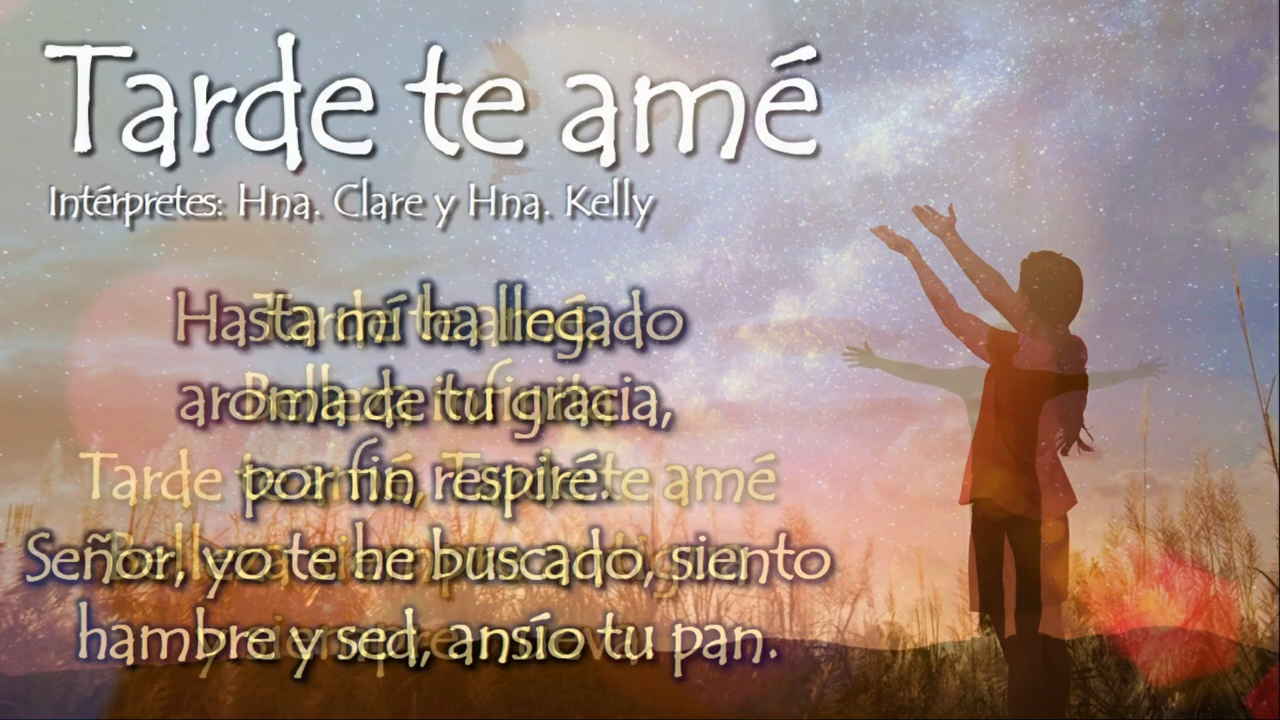 Tarde te amé
Intérpretes: Hna. Clare y Hna. Kelly
Hasta mí ha llegado
aroma de tu gracia,
por fin, respiré.
Señor, yo te he buscado, siento
hambre y sed, ansío tu pan.
Tarde te amé